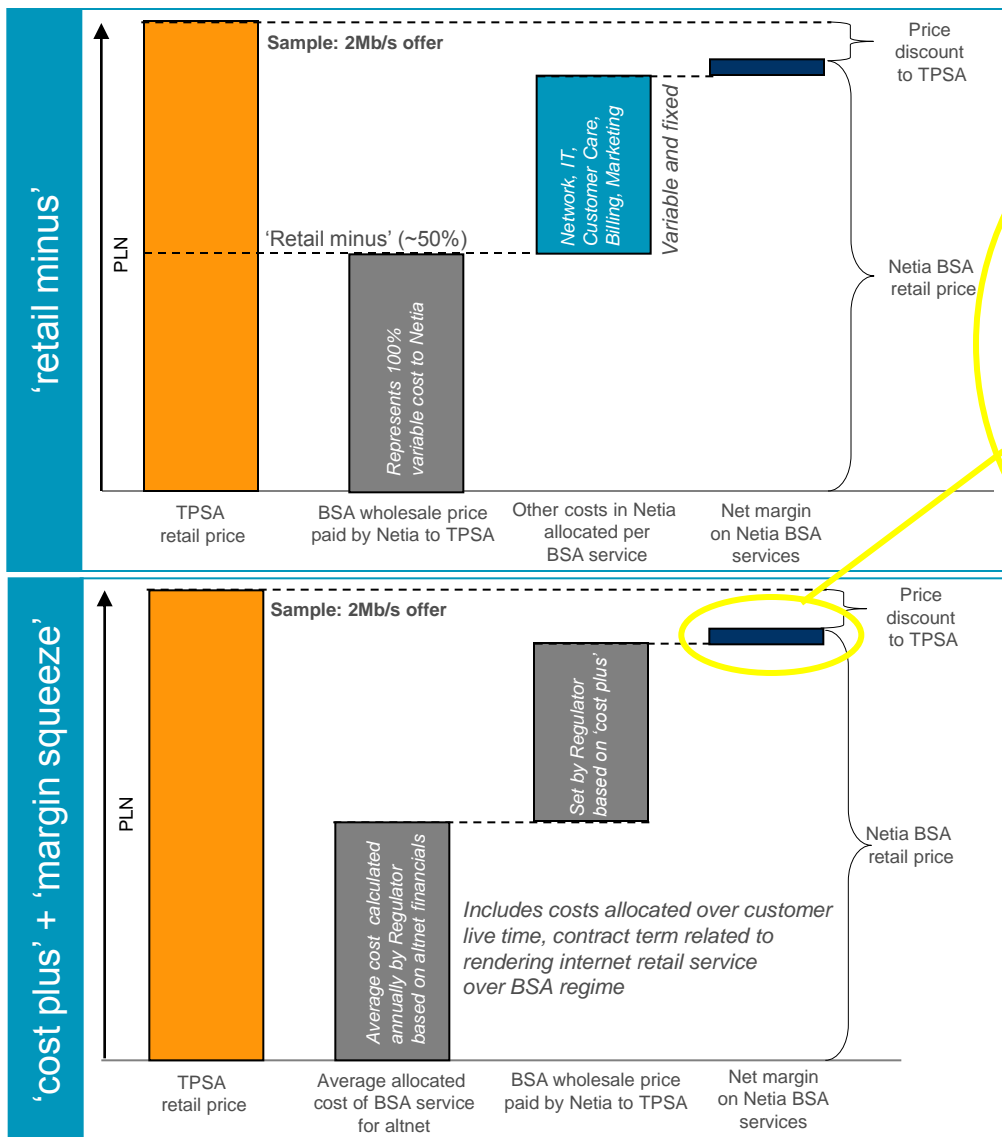 ‘retail minus’
PLN
Sample: 2Mb/s offer
Price
discount
to TPSA
Network, IT,
Customer Care,
Billing, Marketing
Variable and fixed
‘Retail minus’ (~50%)
Netia BSA
retail price
Represents 100%
variable cost to Netia
TPSA
retail price
BSA wholesale price
paid by Netia to TPSA
Other costs in Netia
allocated per
BSA service
Net margin
on Netia BSA
services
‘cost plus’ + ‘margin squeeze’
PLN
Sample: 2Mb/s offer
Price
discount
to TPSA
Set by Regulator
based on ‘cost plus’
Netia BSA
retail price
Average cost calculated
annually by Regulator
based on altnet financials
Includes costs allocated over customer
live time, contract term related to
rendering internet retail service
over BSA regime
TPSA
retail price
Average allocated
cost of BSA service
for altnet
BSA wholesale price
paid by Netia to TPSA
Net margin
on Netia BSA
services